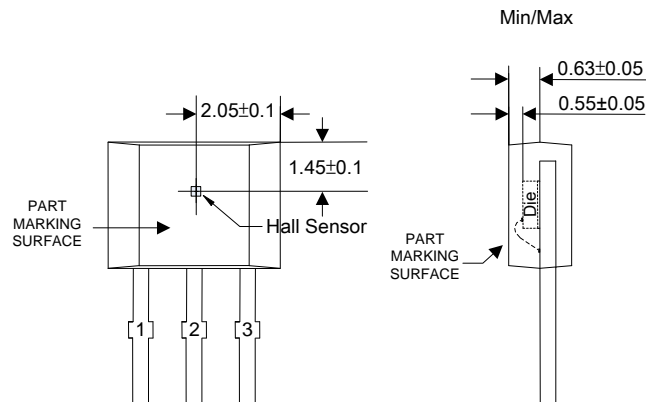 Min/Max
0.63±0.05
0.55±0.05
2.05±0.1
1.45±0.1
PART
MARKING
SURFACE
Hall Sensor
Die
PART
MARKING
SURFACE
1 2 3